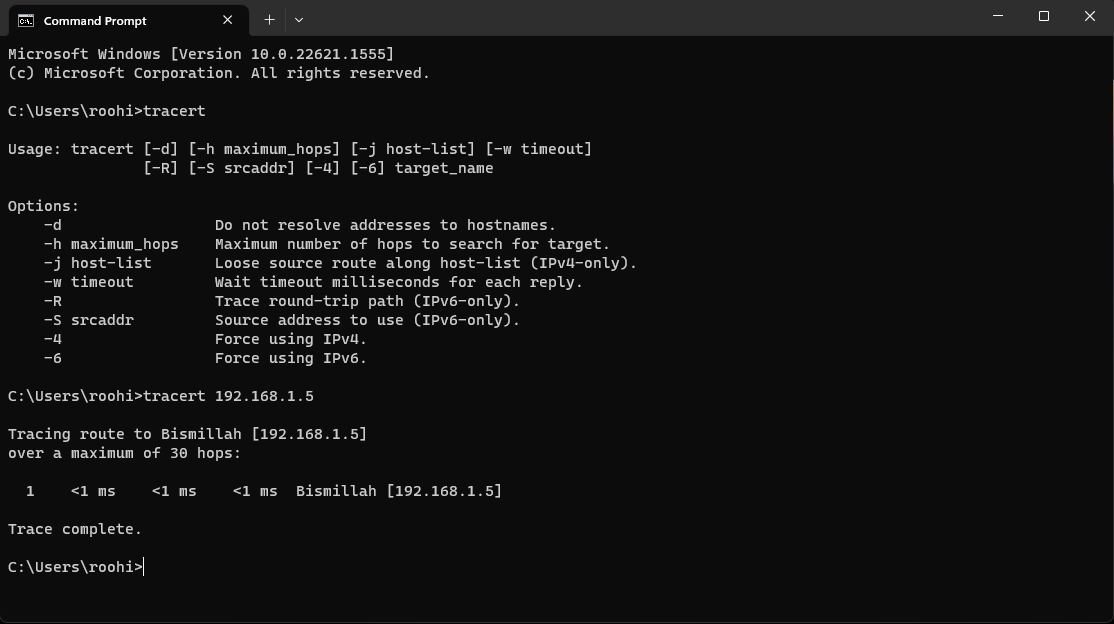 Command Prompt
Microsoft Windows [Version 10.0.22621.1555]
(c) Microsoft Corporation. All rights reserved.
C:\Users\roohi>tracert
Usage: tracert [-d] [-h maximum_hops] [-j host-list] [-w timeout]
               [-R] [-S srcaddr] [-4] [-6] target_name
Options:
    -d                 Do not resolve addresses to hostnames.
    -h maximum_hops    Maximum number of hops to search for target.
    -j host-list       Loose source route along host-list (IPv4-only).
    -w timeout         Wait timeout milliseconds for each reply.
    -R                 Trace round-trip path (IPv6-only).
    -S srcaddr         Source address to use (IPv6-only).
    -4                 Force using IPv4.
    -6                 Force using IPv6.
C:\Users\roohi>tracert 192.168.1.5
Tracing route to Bismillah [192.168.1.5]
over a maximum of 30 hops:
  1    <1 ms    <1 ms    <1 ms  Bismillah [192.168.1.5]
Trace complete.
C:\Users\roohi>